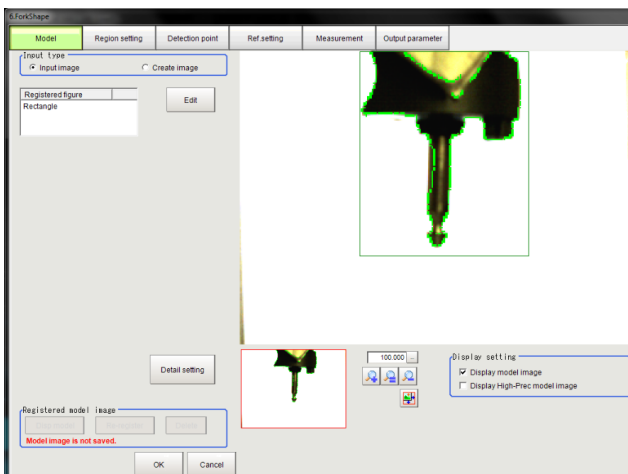 6.ForkShape
Model Region setting Detection point Ref.setting Measurement Output parameter
Input type
Input image Create image
Registered figure
Rectangle
Edit
Detail setting
100.000 ...
Display setting
Display model image
Display High-Prec model image
Registered model image
Delete
Model image is not saved.
OK Cancel